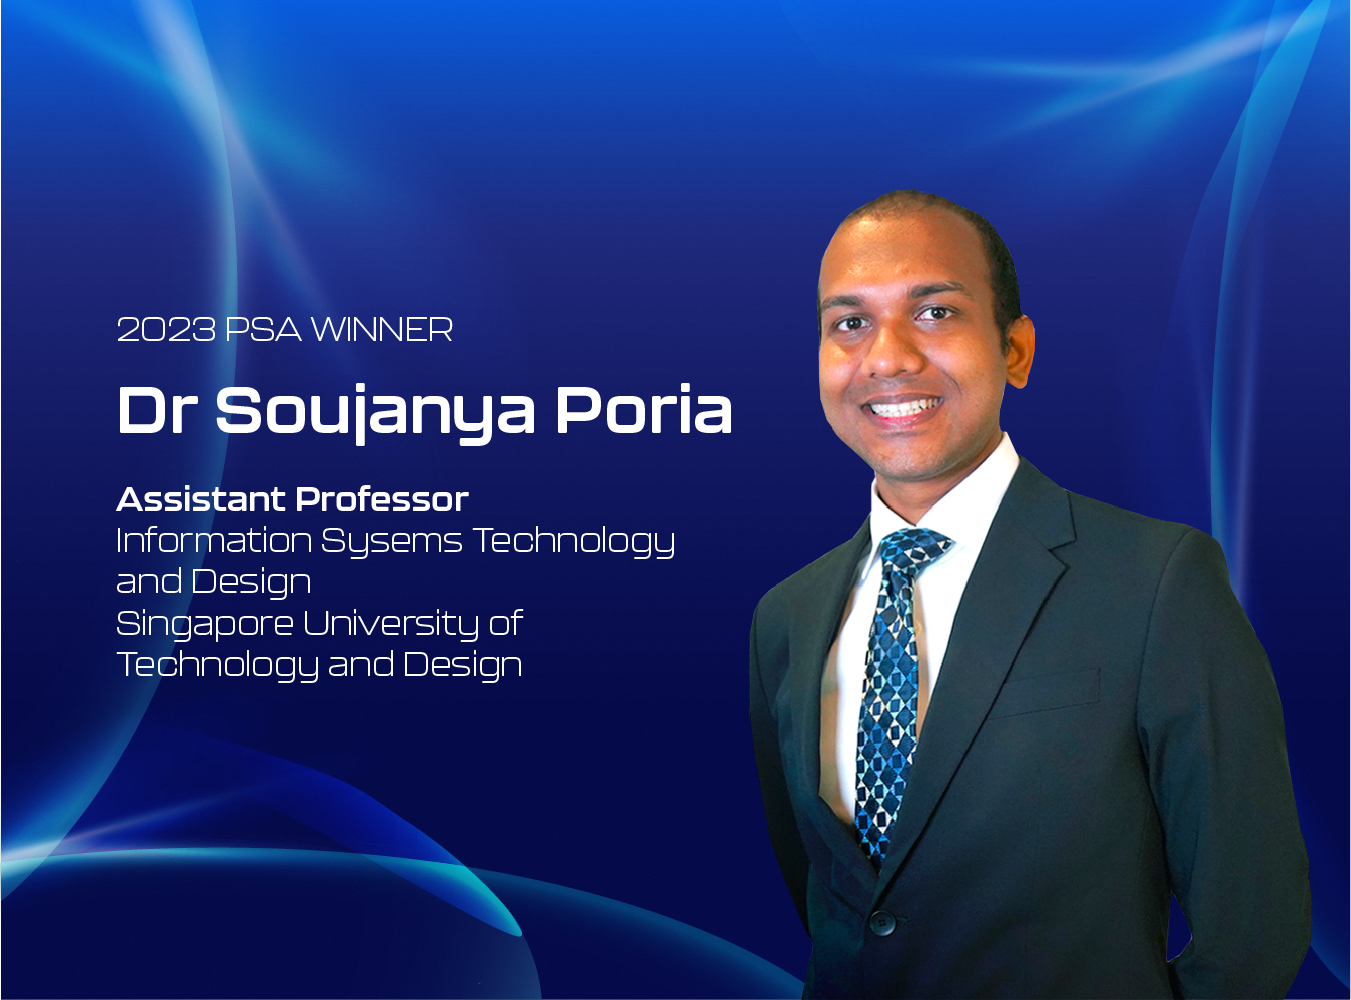 2023 PSA WINNER
Dr Soujanya Poria
Assistant Professor
Information Sysems Technology
and Design
Singapore University of
Technology and Design